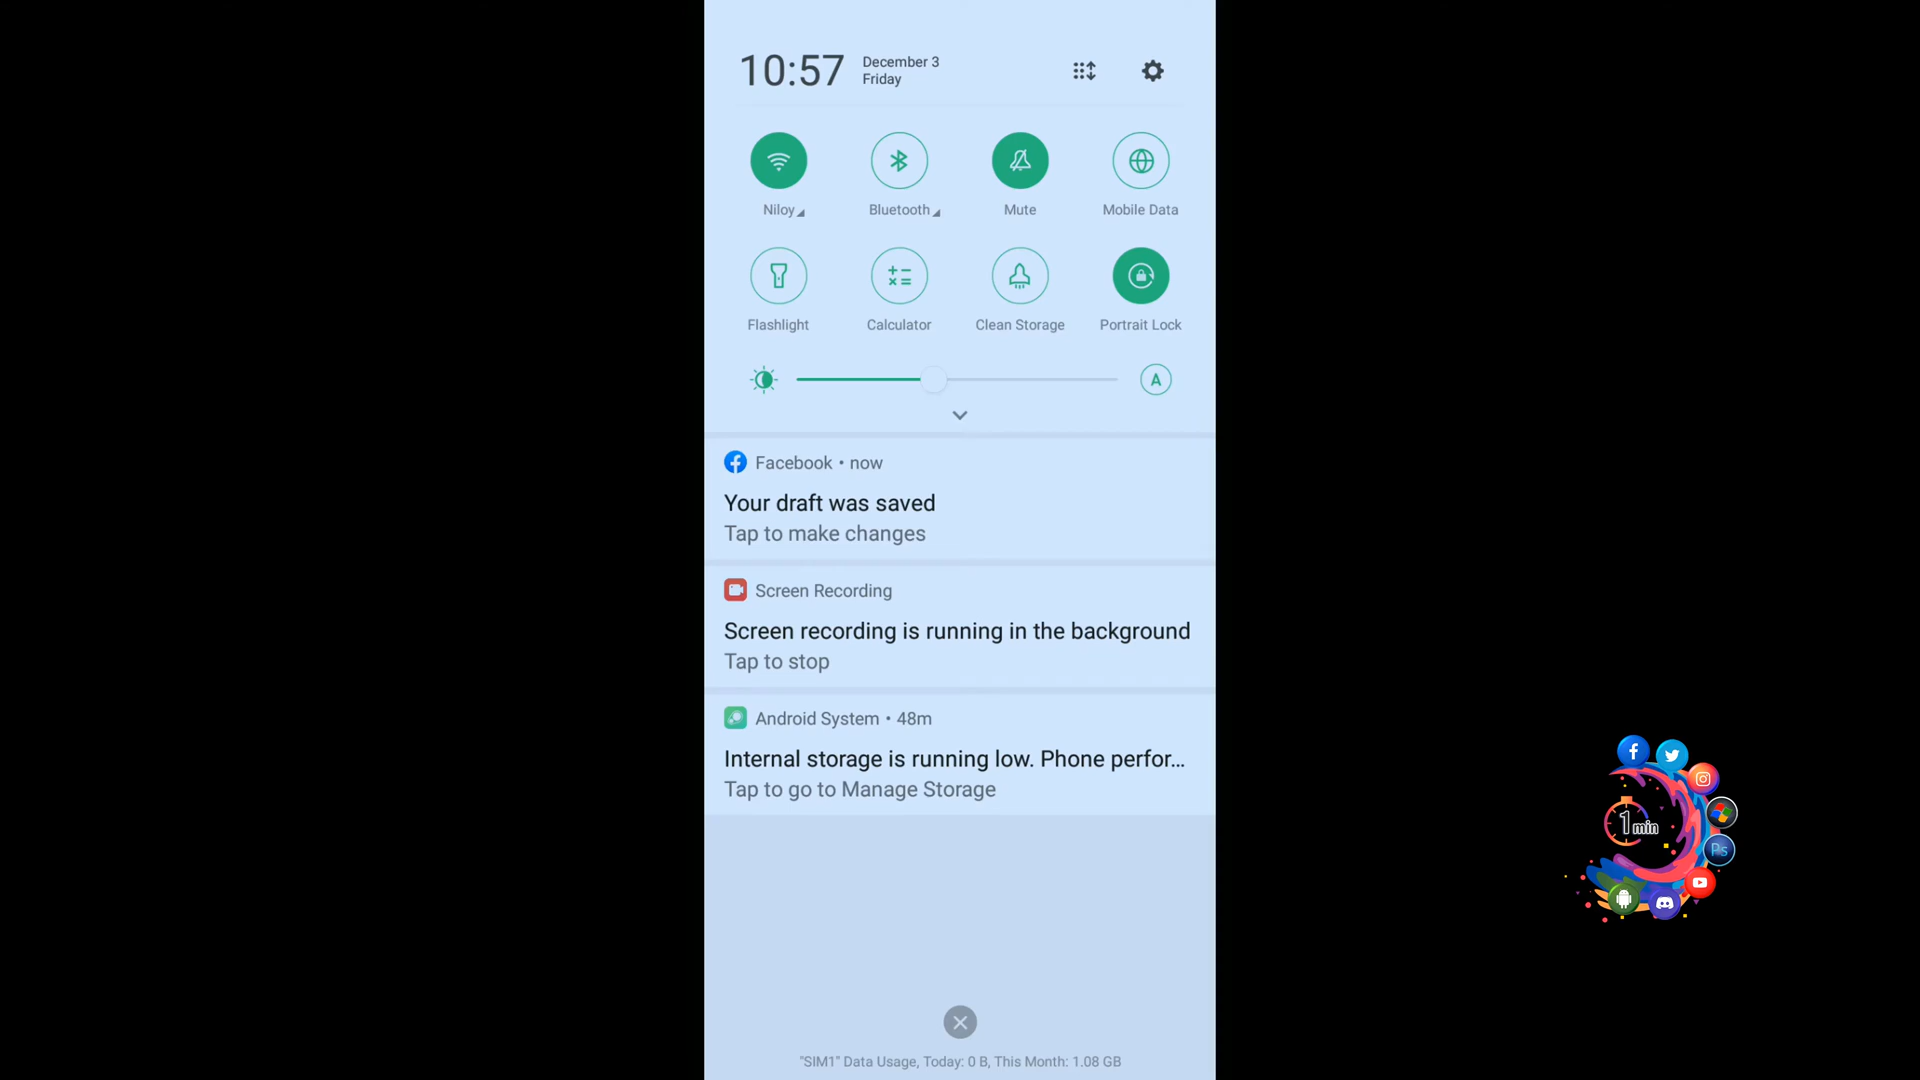 10:57
December 3
Friday
Niloy
Bluetooth
Mute
Mobile Data
Flashlight
Calculator
Clean Storage
Portrait Lock
A
Facebook • now
Your draft was saved
Tap to make changes
Screen Recording
Screen recording is running in the background
Tap to stop
Android System • 48m
Internal storage is running low. Phone perfor...
Tap to go to Manage Storage
1 min
Ps
"SIM1" Data Usage, Today: 0 B, This Month: 1.08 GB